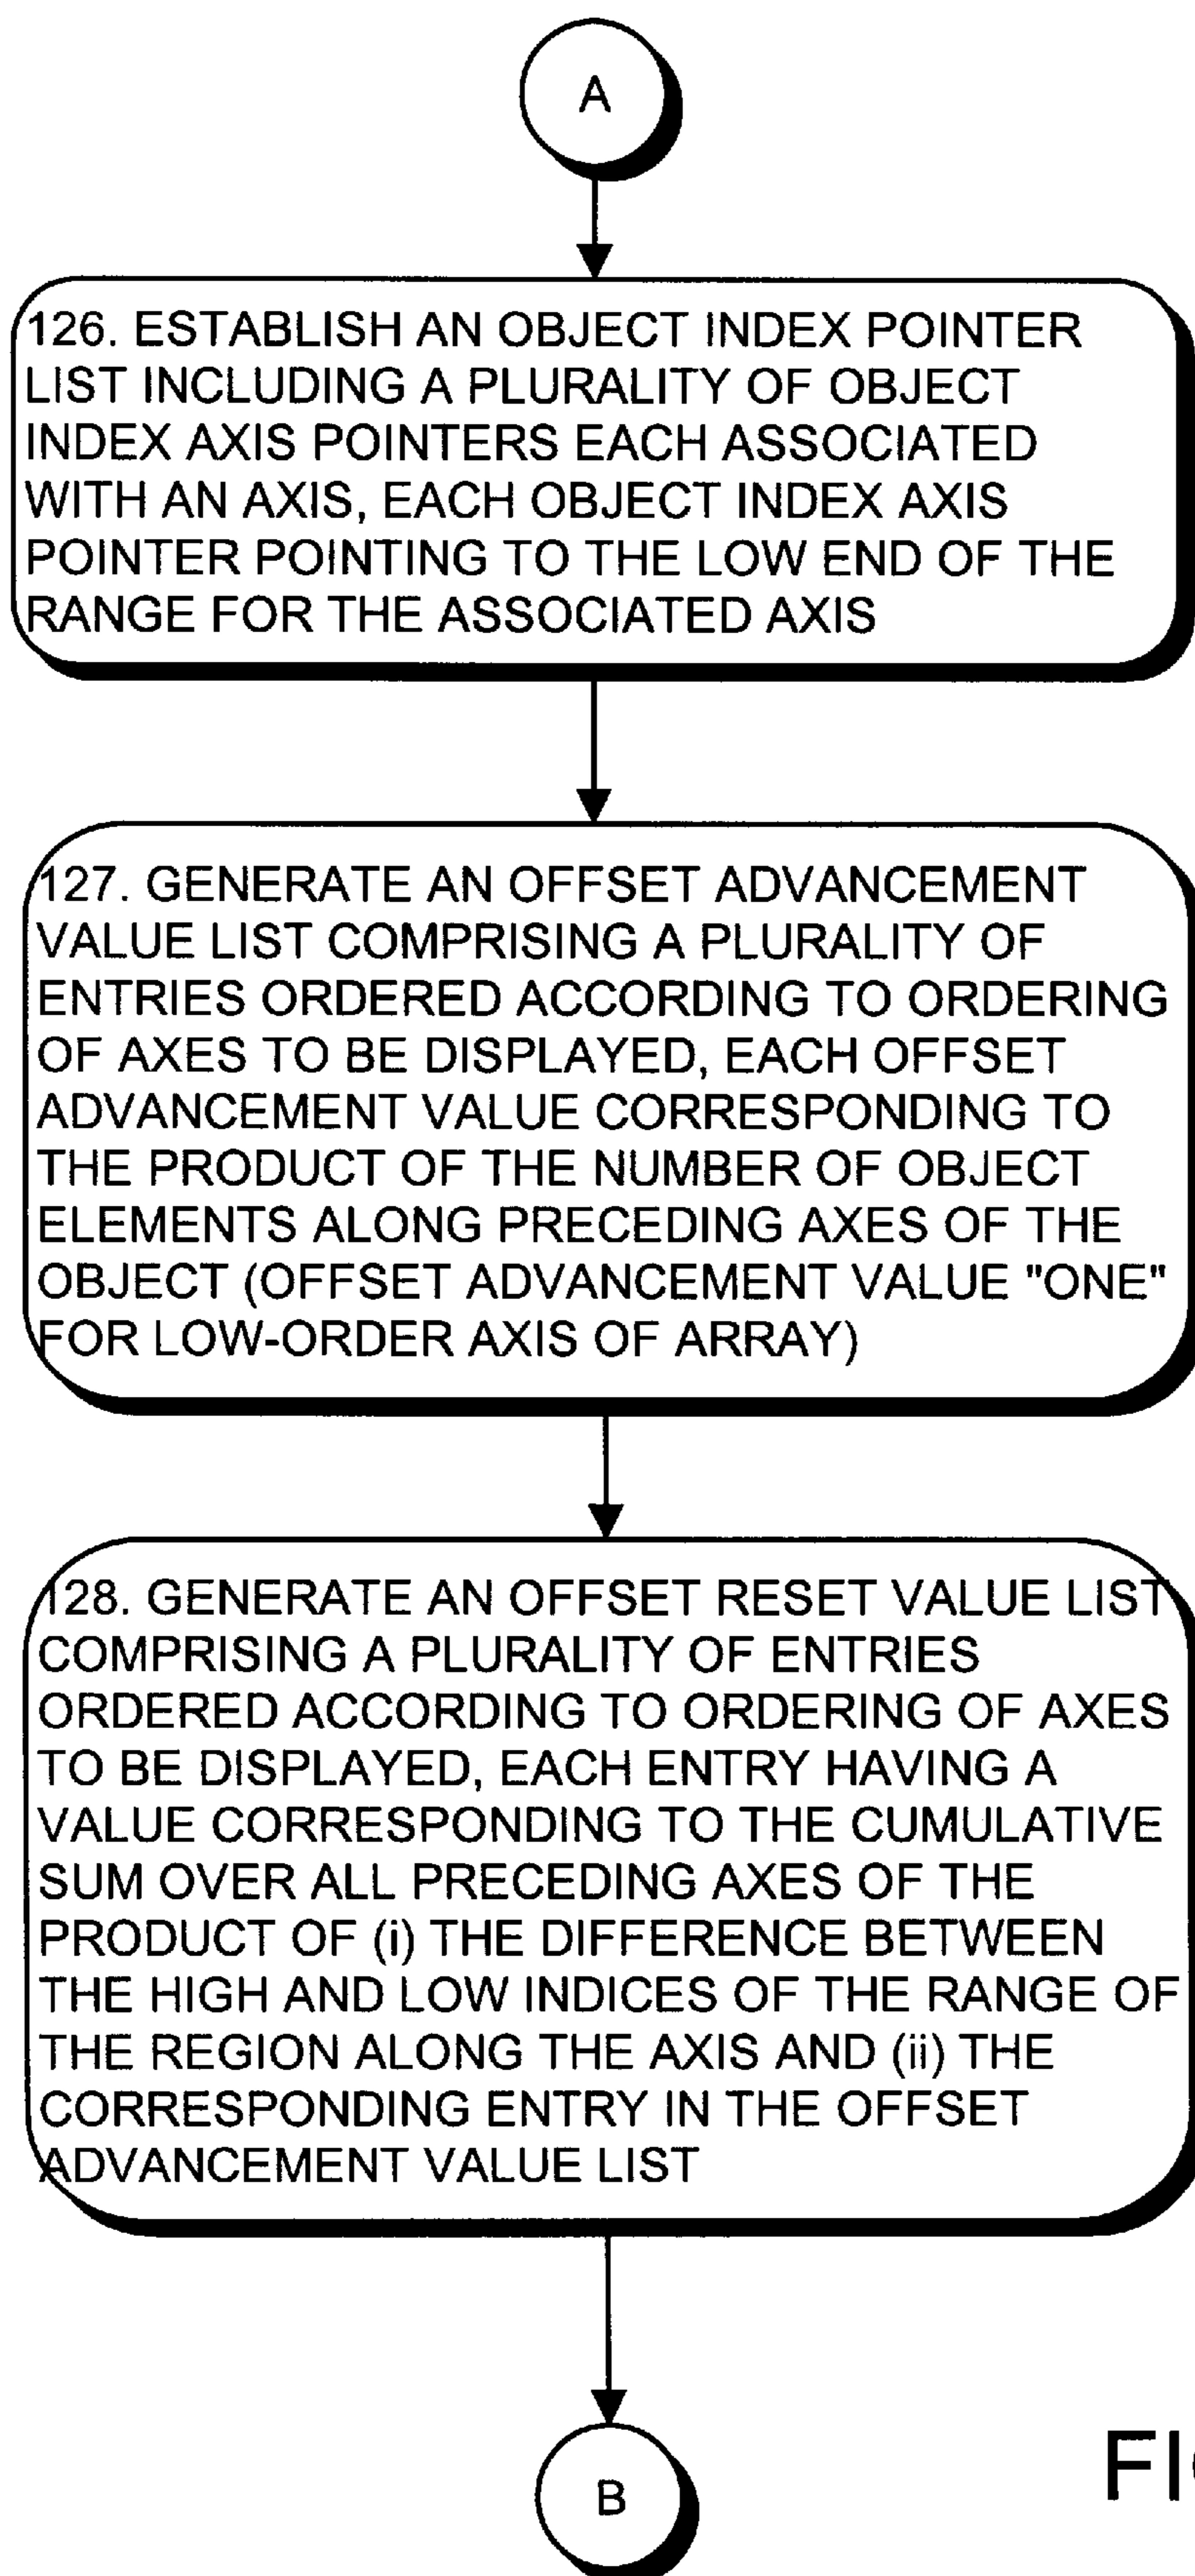 A
126. ESTABLISH AN OBJECT INDEX POINTER
LIST INCLUDING A PLURALITY OF OBJECT
INDEX AXIS POINTERS EACH ASSOCIATED
WITH AN AXIS, EACH OBJECT INDEX AXIS
POINTER POINTING TO THE LOW END OF THE
RANGE FOR THE ASSOCIATED AXIS
127. GENERATE AN OFFSET ADVANCEMENT
VALUE LIST COMPRISING A PLURALITY OF
ENTRIES ORDERED ACCORDING TO ORDERING
OF AXES TO BE DISPLAYED, EACH OFFSET
ADVANCEMENT VALUE CORRESPONDING TO
THE PRODUCT OF THE NUMBER OF OBJECT
ELEMENTS ALONG PRECEDING AXES OF THE
OBJECT (OFFSET ADVANCEMENT VALUE "ONE"
FOR LOW-ORDER AXIS OF ARRAY)
128. GENERATE AN OFFSET RESET VALUE LIST
COMPRISING A PLURALITY OF ENTRIES
ORDERED ACCORDING TO ORDERING OF AXES
TO BE DISPLAYED, EACH ENTRY HAVING A
VALUE CORRESPONDING TO THE CUMULATIVE
SUM OVER ALL PRECEDING AXES OF THE
PRODUCT OF (i) THE DIFFERENCE BETWEEN
THE HIGH AND LOW INDICES OF THE RANGE OF
THE REGION ALONG THE AXIS AND (ii) THE
CORRESPONDING ENTRY IN THE OFFSET
ADVANCEMENT VALUE LIST
B